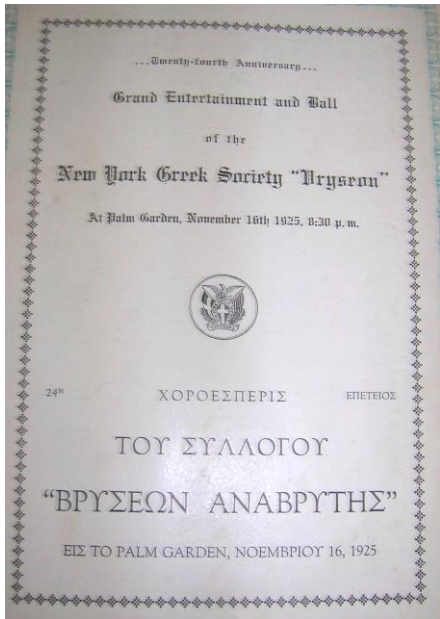 ...Twenty-fourth Anniversary...
Grand Entertainment and Ball
of the
New York Greek Society "Vryseon"
At Palm Garden, November 16th 1925, 8:30 p. m.
24Η ΧΟΡΟΕΣΠΕΡΙΣ ΕΠΕΤΕΙΟΣ
ΤΟΥ ΣΥΛΛΟΓΟΥ
“ΒΡΥΣΕΩΝ ΑΝΑΒΡΥΤΗΣ”
ΕΙΣ ΤΟ PALM GARDEN, ΝΟΕΜΒΡΙΟΥ 16, 1925